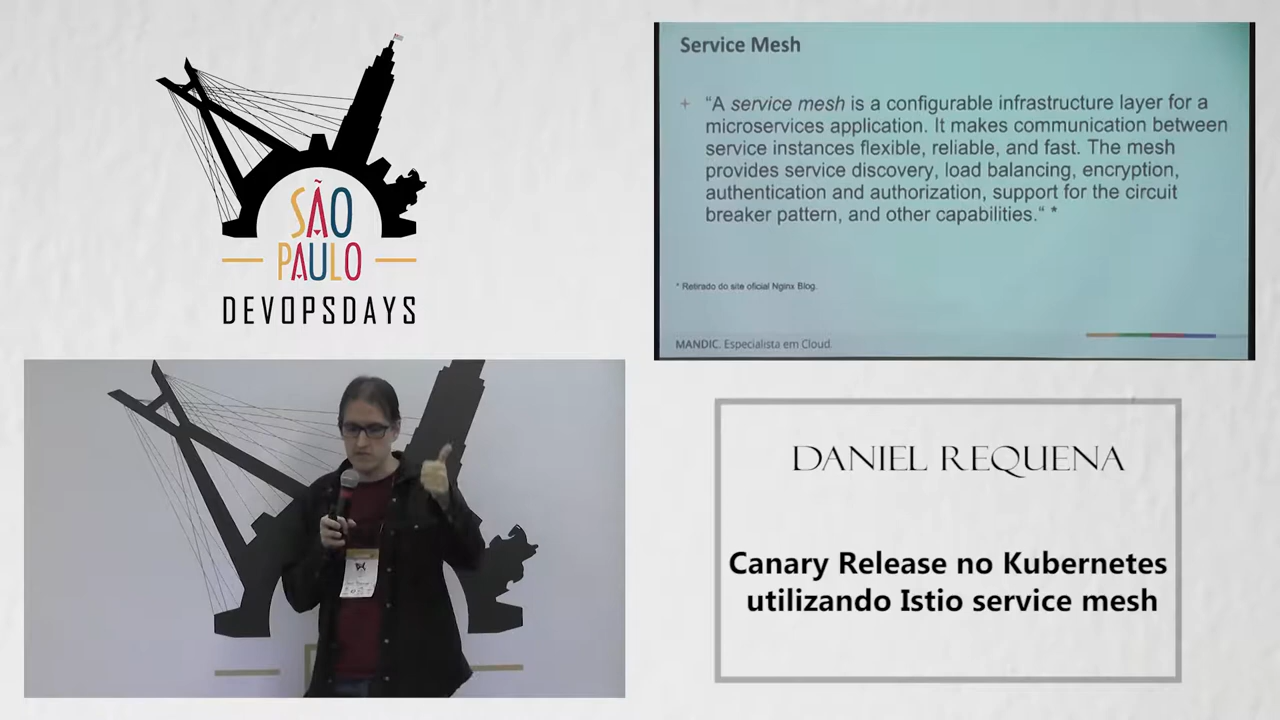 SÃO
PAULO
DEVOPSDAYS
Service Mesh
+ “A service mesh is a configurable infrastructure layer for a
microservices application. It makes communication between
service instances flexible, reliable, and fast. The mesh
provides service discovery, load balancing, encryption,
authentication and authorization, support for the circuit
breaker pattern, and other capabilities.“ *
* Retirado do site oficial Nginx Blog.
MANDIC. Especialista em Cloud.
DANIEL REQUENA
Canary Release no Kubernetes
utilizando Istio service mesh